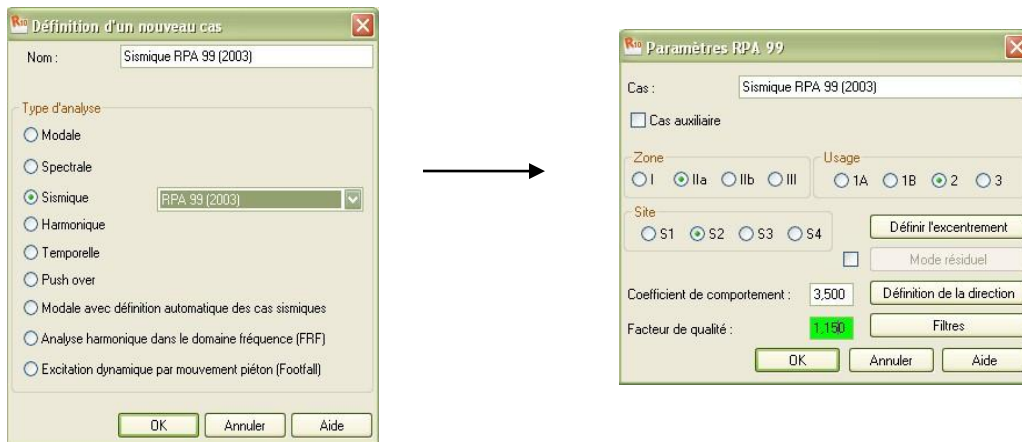 Définition d'un nouveau cas
Nom :
Sismique RPA 99 (2003)
Type d'analyse
Modale
Spectrale
Sismique
RPA 99 (2003)
Harmonique
Temporelle
Push over
Modale avec définition automatique des cas sismiques
Analyse harmonique dans le domaine fréquence (FRF)
Excitation dynamique par mouvement piéton (Footfall)
OK
Annuler
Aide
Paramètres RPA 99
Cas :
Sismique RPA 99 (2003)
Cas auxiliaire
Zone
I IIa IIb III
Usage
1A 1B 2 3
Site
S1 S2 S3 S4
Définir l'excentrement
Mode résiduel
Coefficient de comportement :
3,500
Définition de la direction
Facteur de qualité :
1,150
Filtres
OK
Annuler
Aide